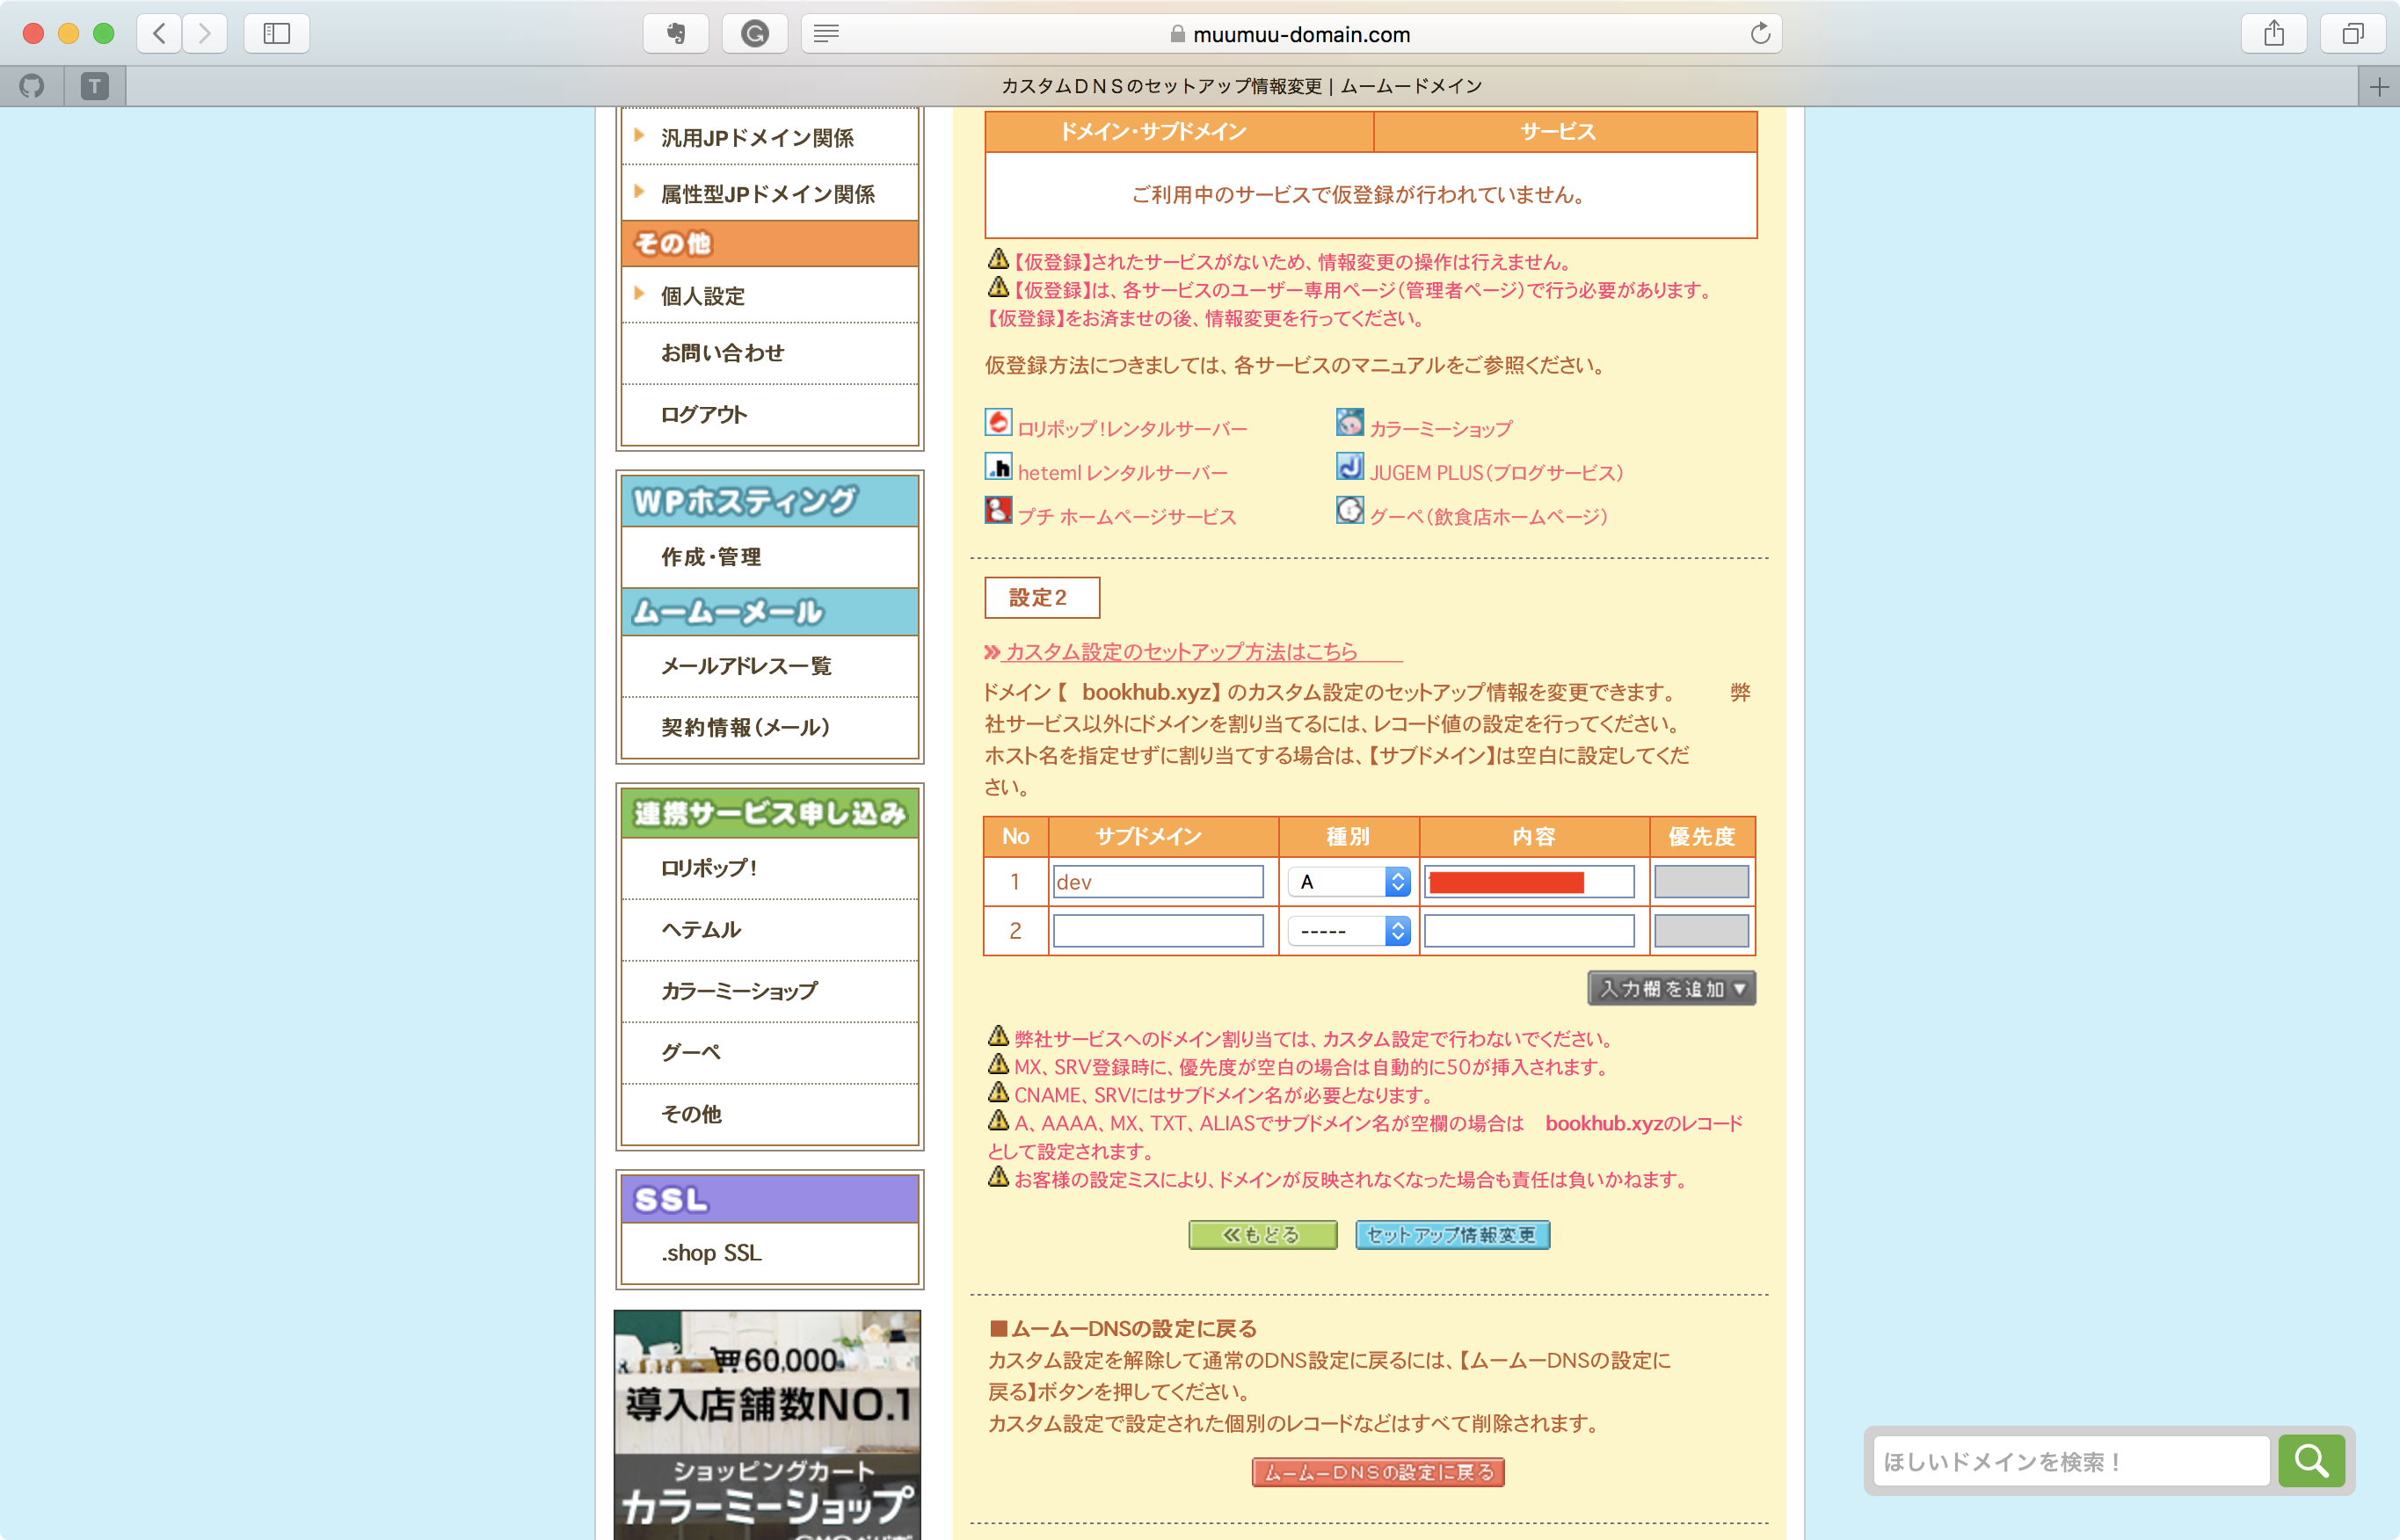 muumuu-domain.com
T
カスタムDNSのセットアップ情報変更 | ムームードメイン
汎用JPドメイン関係
属性型JPドメイン関係
その他
個人設定
お問い合わせ
ログアウト
WPホスティング
作成・管理
ムームーメール
メールアドレス一覧
契約情報(メール)
連携サービス申し込み
ロリポップ!
ヘテムル
カラーミーショップ
グーペ
その他
SSL
.shop SSL
60,000
導入店舗数NO.1
ショッピングカート
カラーミーショップ
ドメイン・サブドメイン サービス
ご利用中のサービスで仮登録が行われていません。
【仮登録】されたサービスがないため、情報変更の操作は行えません。
【仮登録】は、各サービスのユーザー専用ページ(管理者ページ)で行う必要があります。
【仮登録】をお済ませの後、情報変更を行ってください。
仮登録方法につきましては、各サービスのマニュアルをご参照ください。
ロリポップ!レンタルサーバー カラーミーショップ
heteml レンタルサーバー JUGEM PLUS(ブログサービス)
プチ ホームページサービス グーペ(飲食店ホームページ)
設定2
カスタム設定のセットアップ方法はこちら
ドメイン【 bookhub.xyz】のカスタム設定のセットアップ情報を変更できます。 弊
社サービス以外にドメインを割り当てるには、レコード値の設定を行ってください。
ホスト名を指定せずに割り当てする場合は、【サブドメイン】は空白に設定してくだ
さい。
No サブドメイン 種別 内容 優先度
1 dev A
2 -----
入力欄を追加▼
弊社サービスへのドメイン割り当ては、カスタム設定で行わないでください。
MX、SRV登録時に、優先度が空白の場合は自動的に50が挿入されます。
CNAME、SRVにはサブドメイン名が必要となります。
A、AAAA、MX、TXT、ALIASでサブドメイン名が空欄の場合は bookhub.xyzのレコード
として設定されます。
お客様の設定ミスにより、ドメインが反映されなくなった場合も責任は負いかねます。
≪もどる セットアップ情報変更
■ムームーDNSの設定に戻る
カスタム設定を解除して通常のDNS設定に戻るには、【ムームーDNSの設定に
戻る】ボタンを押してください。
カスタム設定で設定された個別のレコードなどはすべて削除されます。
ムームーDNSの設定に戻る
ほしいドメインを検索!